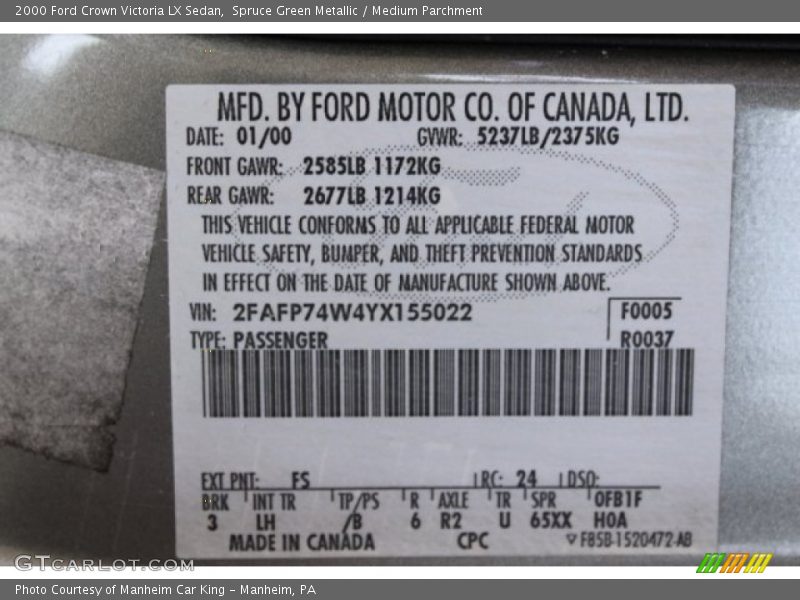 2000 Ford Crown Victoria LX Sedan,  Spruce Green Metallic / Medium Parchment
MFD. BY FORD MOTOR CO. OF CANADA, LTD.
DATE: 01/00 GVWR: 5237LB/2375KG
FRONT GAWR: 2585LB 1172KG
REAR GAWR: 2677LB 1214KG
THIS VEHICLE CONFORMS TO ALL APPLICABLE FEDERAL MOTOR
VEHICLE SAFETY, BUMPER, AND THEFT PREVENTION STANDARDS
IN EFFECT ON THE DATE OF MANUFACTURE SHOWN ABOVE.
VIN: 2FAFP74W4YX155022 F0005
TYPE: PASSENGER R0037
EXT PNT: FS RC: 24 DSO:
BRK INT TR TP/PS R AXLE TR SPR OFB1F
3 LH /B 6 R2 U 65XX H0A
MADE IN CANADA CPC ▽F85B-1520472-AB
GTCarLot.com
Photo Courtesy of Manheim Car King – Manheim, PA